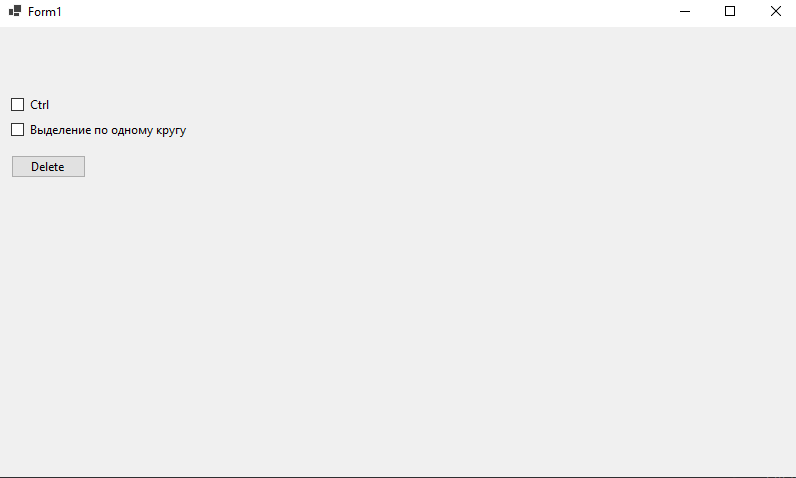 Form1
Ctrl
Выделение по одному кругу
Delete